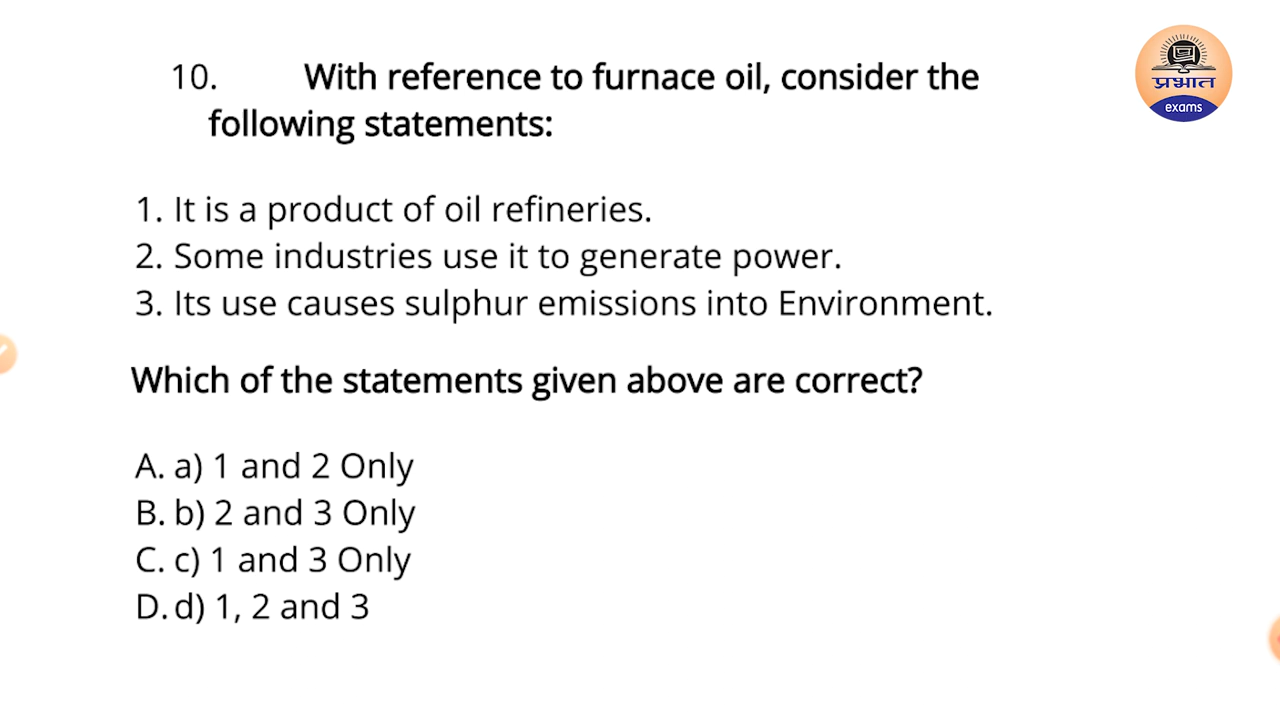 प्रभात
exams
10. With reference to furnace oil, consider the
following statements:
1. It is a product of oil refineries.
2. Some industries use it to generate power.
3. Its use causes sulphur emissions into Environment.
Which of the statements given above are correct?
A. a) 1 and 2 Only
B. b) 2 and 3 Only
C. c) 1 and 3 Only
D. d) 1, 2 and 3